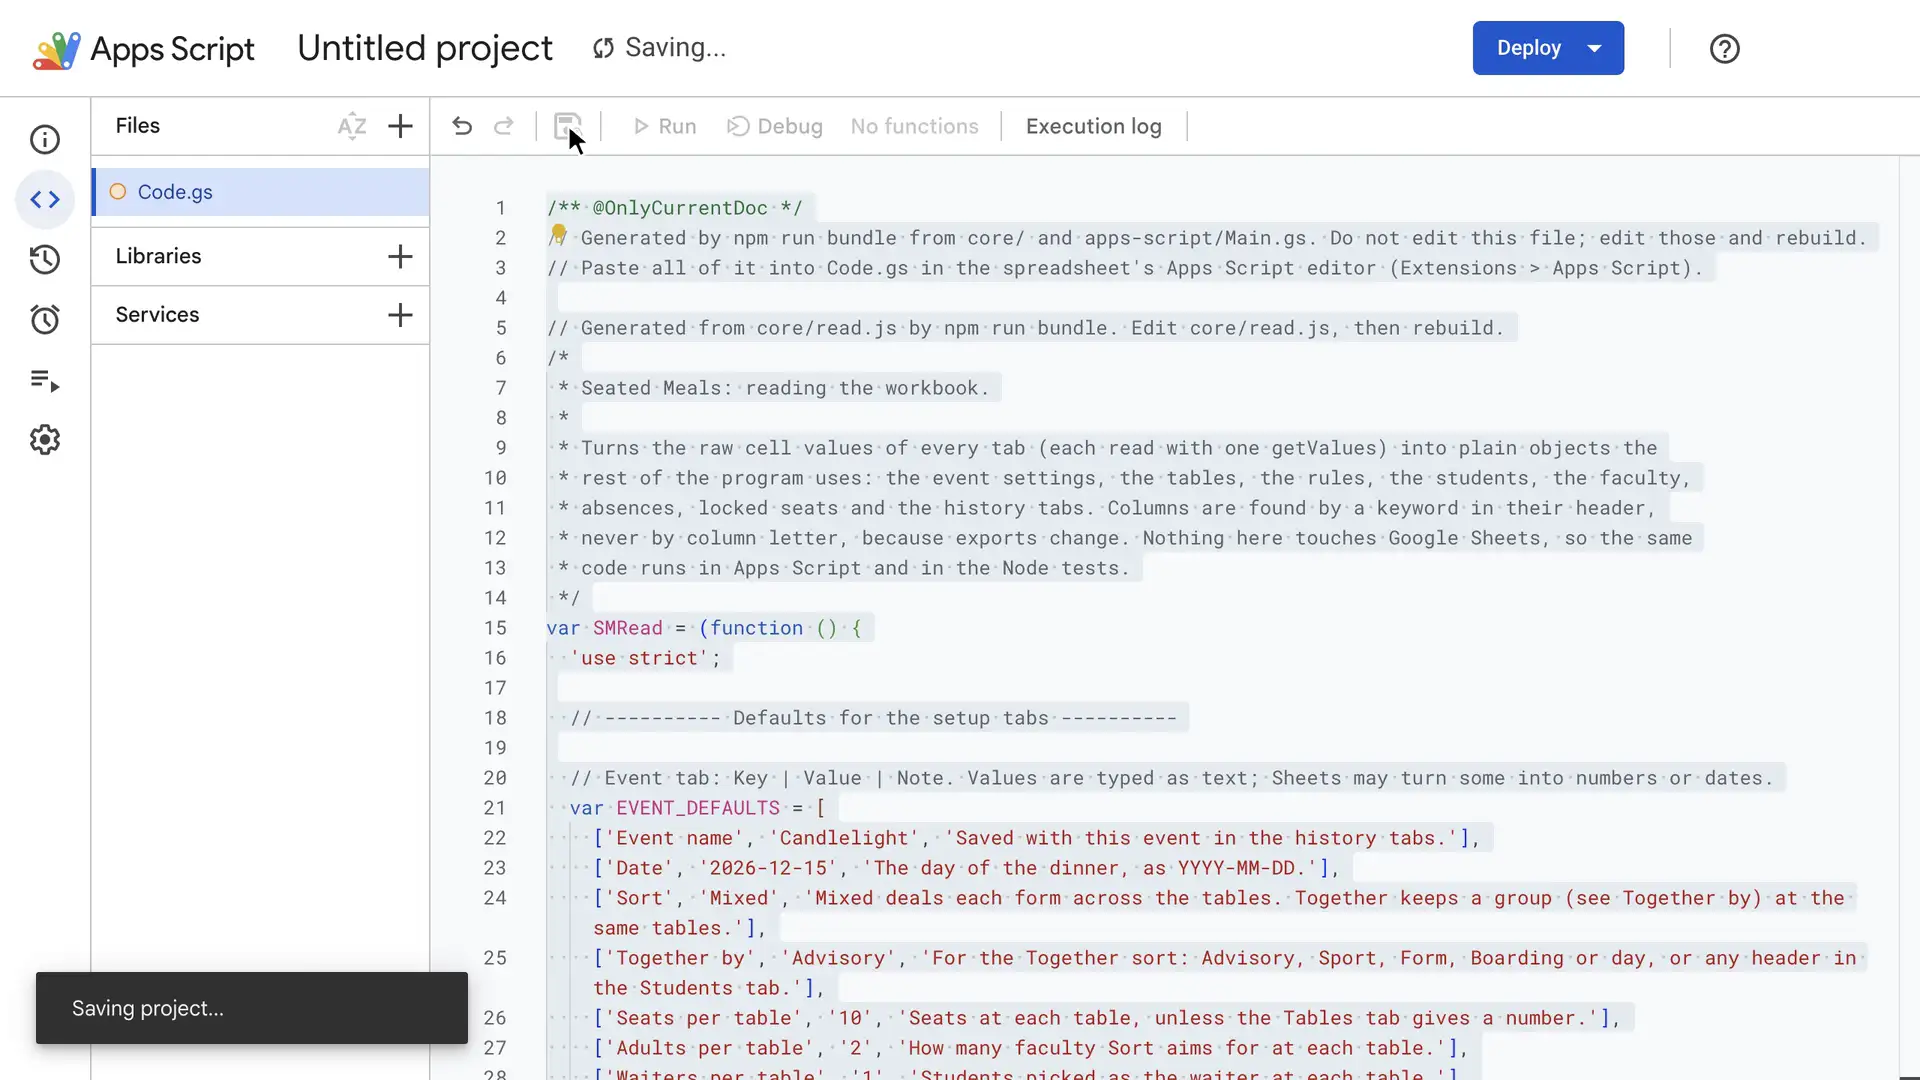 Apps Script
Untitled project
Saving...
Deploy
Files
Run
Debug
No functions
Execution log
Code.gs
Libraries
Services
1 /** @OnlyCurrentDoc */
2 // Generated by npm run bundle from core/ and apps-script/Main.gs. Do not edit this file; edit those and rebuild.
3 // Paste all of it into Code.gs in the spreadsheet's Apps Script editor (Extensions > Apps Script).
4
5 // Generated from core/read.js by npm run bundle. Edit core/read.js, then rebuild.
6 /*
7 * Seated Meals: reading the workbook.
8 *
9 * Turns the raw cell values of every tab (each read with one getValues) into plain objects the
10 * rest of the program uses: the event settings, the tables, the rules, the students, the faculty,
11 * absences, locked seats and the history tabs. Columns are found by a keyword in their header,
12 * never by column letter, because exports change. Nothing here touches Google Sheets, so the same
13 * code runs in Apps Script and in the Node tests.
14 */
15 var SMRead = (function () {
16 'use strict';
17
18 // ---------- Defaults for the setup tabs ----------
19
20 // Event tab: Key | Value | Note. Values are typed as text; Sheets may turn some into numbers or dates.
21 var EVENT_DEFAULTS = [
22 ['Event name', 'Candlelight', 'Saved with this event in the history tabs.'],
23 ['Date', '2026-12-15', 'The day of the dinner, as YYYY-MM-DD.'],
24 ['Sort', 'Mixed', 'Mixed deals each form across the tables. Together keeps a group (see Together by) at the
same tables.'],
25 ['Together by', 'Advisory', 'For the Together sort: Advisory, Sport, Form, Boarding or day, or any header in
the Students tab.'],
26 ['Seats per table', '10', 'Seats at each table, unless the Tables tab gives a number.'],
27 ['Adults per table', '2', 'How many faculty Sort aims for at each table.'],
28 ['Waiters per table', '1', 'Students picked as the waiter at each table.']
Saving project...